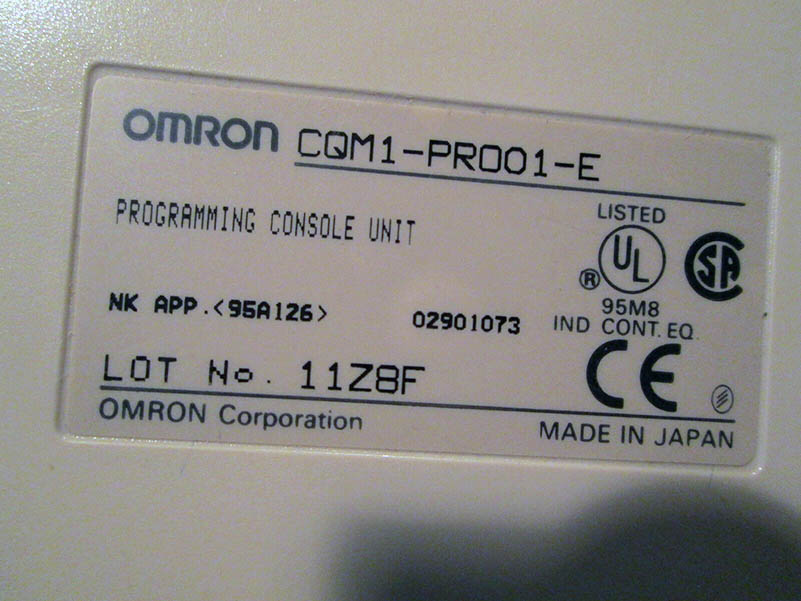 OMRON CQM1-PRO01-E
PROGRAMMING CONSOLE UNIT
LISTED
UL
®
SA
95M8
NK APP.<95A126> 02901073
IND CONT. EQ.
CE
LOT No. 11Z8F
OMRON Corporation
MADE IN JAPAN